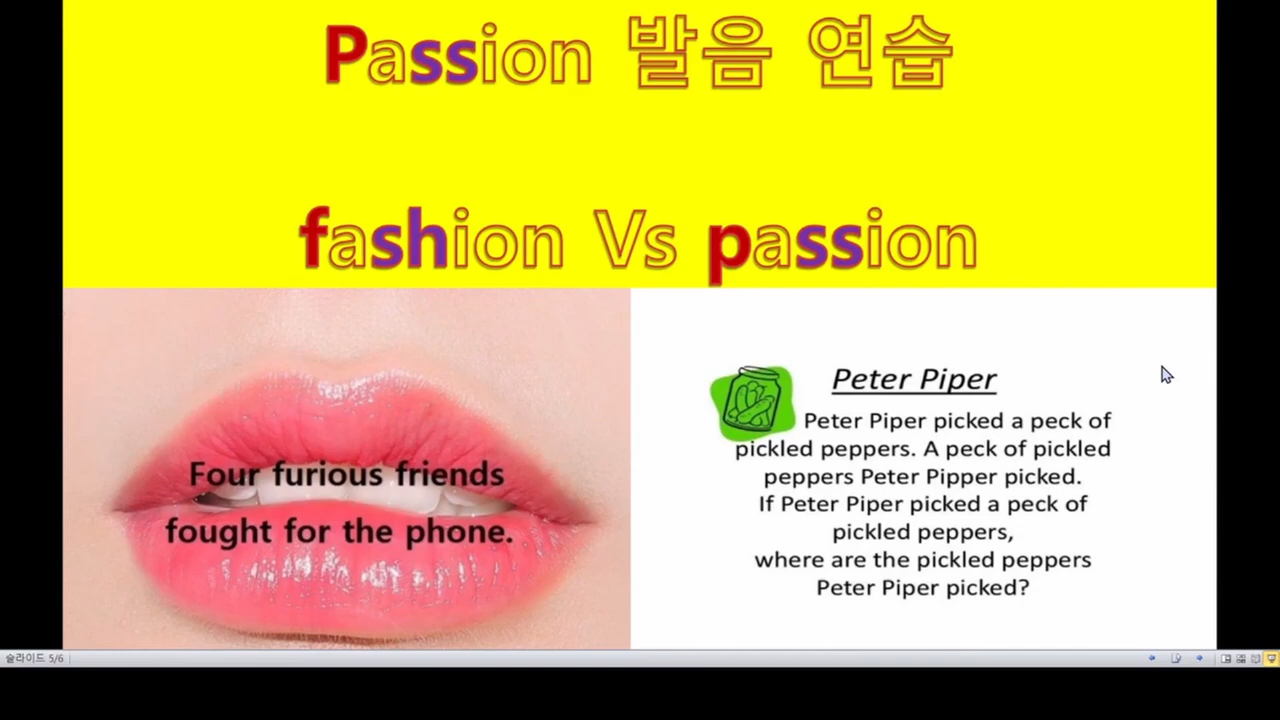 Passion 발음 연습
fashion Vs passion
Four furious friends
fought for the phone.
Peter Piper
Peter Piper picked a peck of
pickled peppers. A peck of pickled
peppers Peter Pipper picked.
If Peter Piper picked a peck of
pickled peppers,
where are the pickled peppers
Peter Piper picked?
슬라이드 5/6